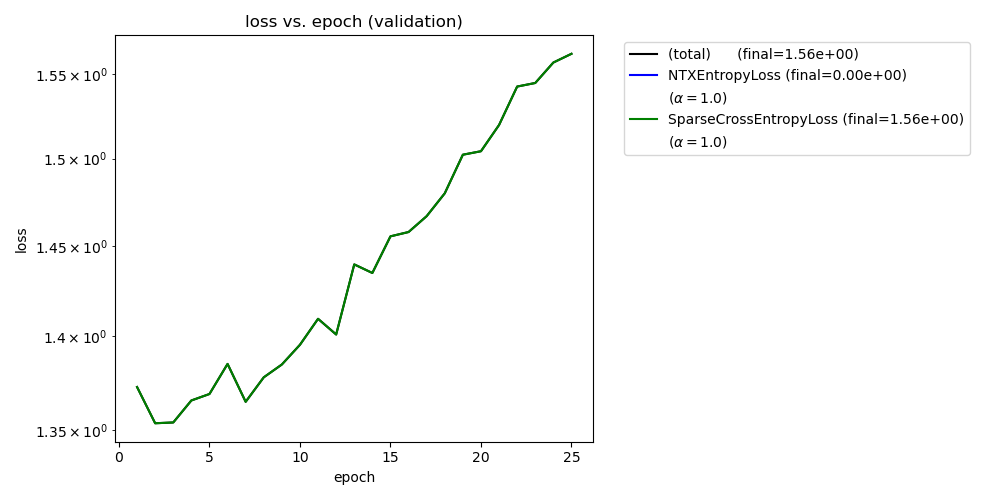 loss vs. epoch (validation)
loss
1.55 × 10⁰
1.5 × 10⁰
1.45 × 10⁰
1.4 × 10⁰
1.35 × 10⁰
0 5 10 15 20 25
epoch
(total) (final=1.56e+00)
NTXEntropyLoss (final=0.00e+00)
(α = 1.0)
SparseCrossEntropyLoss (final=1.56e+00)
(α = 1.0)